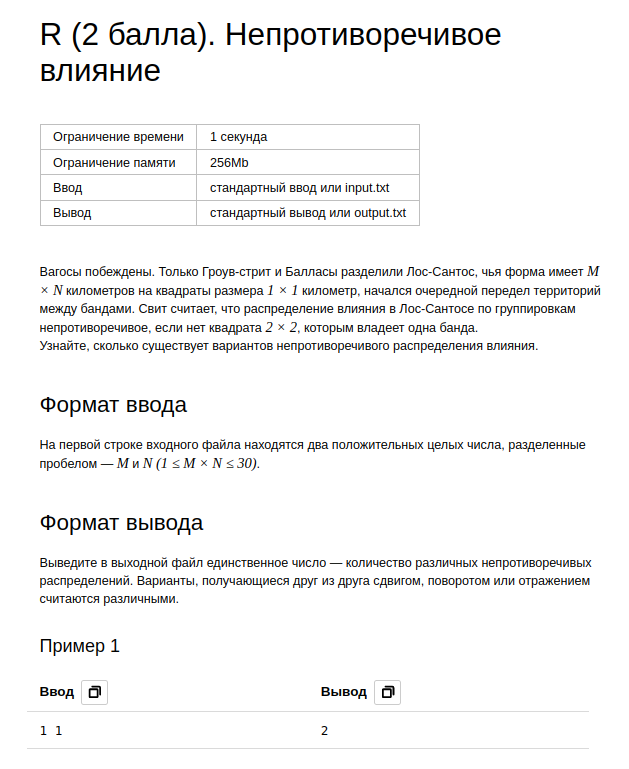 R (2 балла). Непротиворечивое
влияние
Ограничение времени 1 секунда
Ограничение памяти 256Mb
Ввод стандартный ввод или input.txt
Вывод стандартный вывод или output.txt
Вагосы побеждены. Только Гроув-стрит и Балласы разделили Лос-Сантос, чья форма имеет M
× N километров на квадраты размера 1 × 1 километр, начался очередной передел территорий
между бандами. Свит считает, что распределение влияния в Лос-Сантосе по группировкам
непротиворечивое, если нет квадрата 2 × 2, которым владеет одна банда.
Узнайте, сколько существует вариантов непротиворечивого распределения влияния.
Формат ввода
На первой строке входного файла находятся два положительных целых числа, разделенные
пробелом — M и N (1 ≤ M × N ≤ 30).
Формат вывода
Выведите в выходной файл единственное число — количество различных непротиворечивых
распределений. Варианты, получающиеся друг из друга сдвигом, поворотом или отражением
считаются различными.
Пример 1
Ввод Вывод
1 1 2